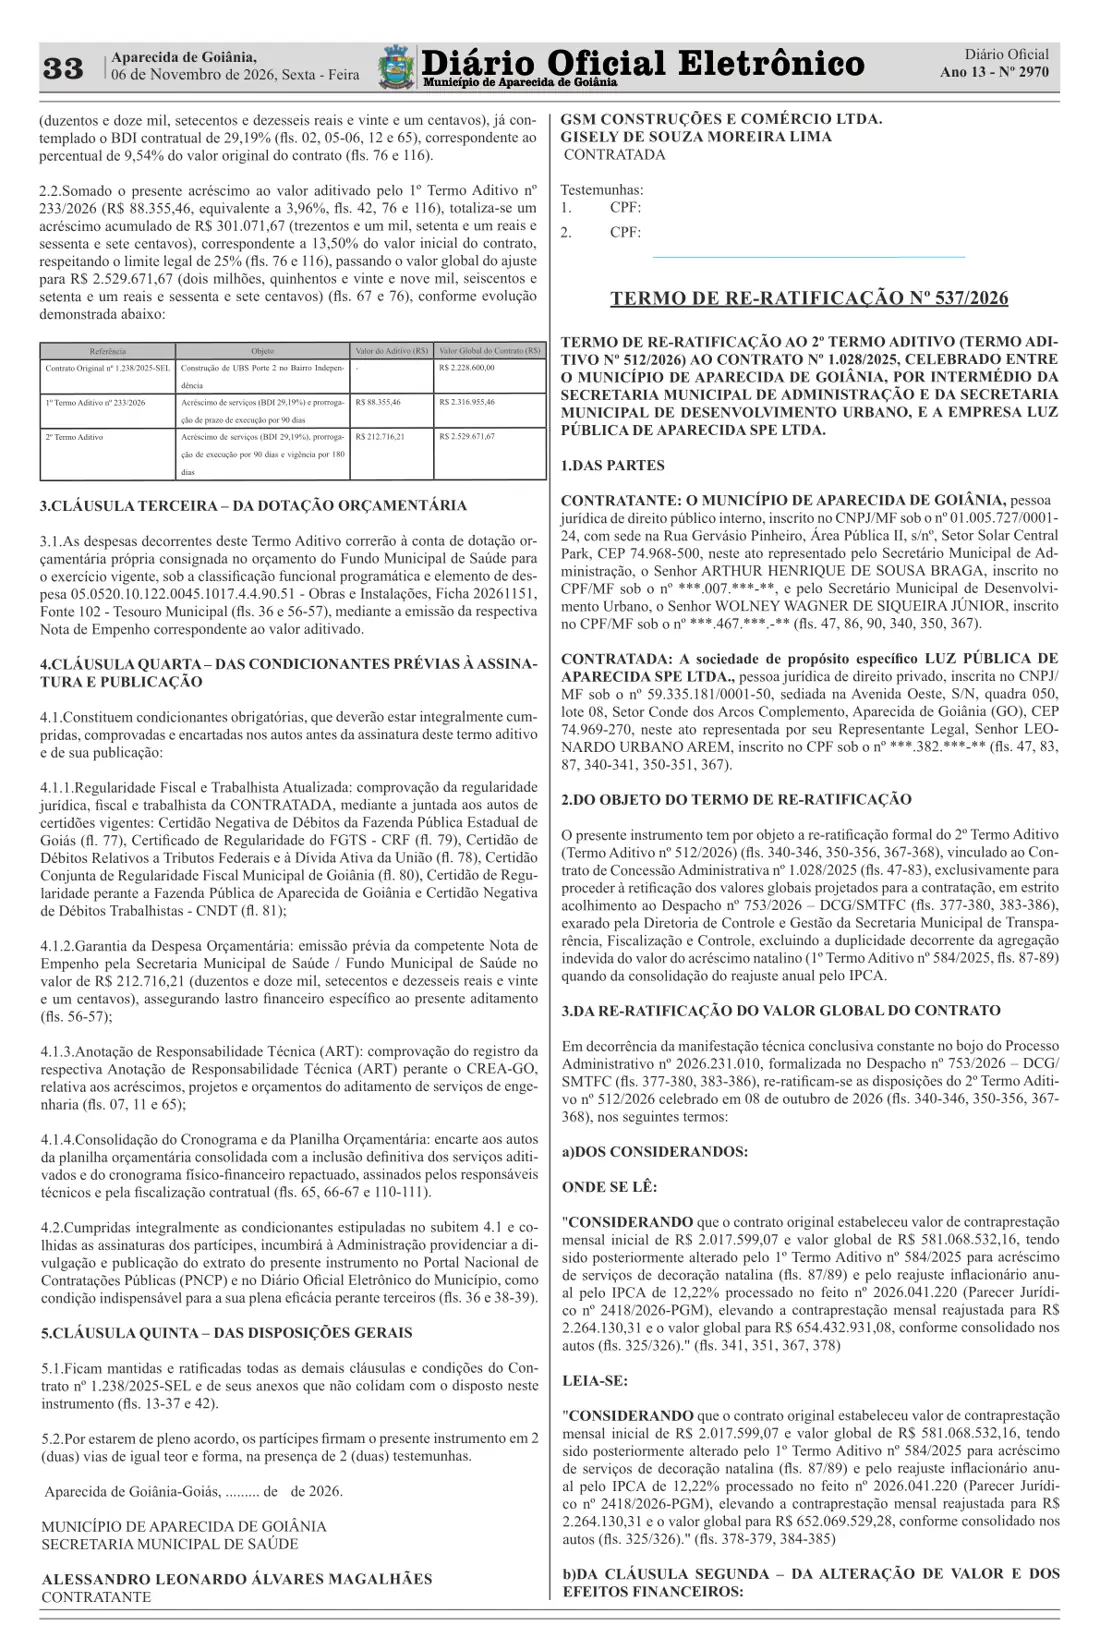 33
Aparecida de Goiânia,
06 de Novembro de 2026, Sexta - Feira
Diário Oficial Eletrônico
Município de Aparecida de Goiânia
Diário Oficial
Ano 13 - Nº 2970
(duzentos e doze mil, setecentos e dezesseis reais e vinte e um centavos), já con-
templado o BDI contratual de 29,19% (fls. 02, 05-06, 12 e 65), correspondente ao
percentual de 9,54% do valor original do contrato (fls. 76 e 116).
2.2.Somado o presente acréscimo ao valor aditivado pelo 1º Termo Aditivo nº
233/2026 (R$ 88.355,46, equivalente a 3,96%, fls. 42, 76 e 116), totaliza-se um
acréscimo acumulado de R$ 301.071,67 (trezentos e um mil, setenta e um reais e
sessenta e sete centavos), correspondente a 13,50% do valor inicial do contrato,
respeitando o limite legal de 25% (fls. 76 e 116), passando o valor global do ajuste
para R$ 2.529.671,67 (dois milhões, quinhentos e vinte e nove mil, seiscentos e
setenta e um reais e sessenta e sete centavos) (fls. 67 e 76), conforme evolução
demonstrada abaixo:
Referência Objeto Valor do Aditivo (R$) Valor Global do Contrato (R$)
Contrato Original nº 1.238/2025-SEL Construção de UBS Porte 2 no Bairro Indepen- - R$ 2.228.600,00
dência
1º Termo Aditivo nº 233/2026 Acréscimo de serviços (BDI 29,19%) e prorroga- R$ 88.355,46 R$ 2.316.955,46
ção de prazo de execução por 90 dias
2º Termo Aditivo Acréscimo de serviços (BDI 29,19%), prorroga- R$ 212.716,21 R$ 2.529.671,67
ção de execução por 90 dias e vigência por 180
dias
3.CLÁUSULA TERCEIRA – DA DOTAÇÃO ORÇAMENTÁRIA
3.1.As despesas decorrentes deste Termo Aditivo correrão à conta de dotação or-
çamentária própria consignada no orçamento do Fundo Municipal de Saúde para
o exercício vigente, sob a classificação funcional programática e elemento de des-
pesa 05.0520.10.122.0045.1017.4.4.90.51 - Obras e Instalações, Ficha 20261151,
Fonte 102 - Tesouro Municipal (fls. 36 e 56-57), mediante a emissão da respectiva
Nota de Empenho correspondente ao valor aditivado.
4.CLÁUSULA QUARTA – DAS CONDICIONANTES PRÉVIAS À ASSINA-
TURA E PUBLICAÇÃO
4.1.Constituem condicionantes obrigatórias, que deverão estar integralmente cum-
pridas, comprovadas e encartadas nos autos antes da assinatura deste termo aditivo
e de sua publicação:
4.1.1.Regularidade Fiscal e Trabalhista Atualizada: comprovação da regularidade
jurídica, fiscal e trabalhista da CONTRATADA, mediante a juntada aos autos de
certidões vigentes: Certidão Negativa de Débitos da Fazenda Pública Estadual de
Goiás (fl. 77), Certificado de Regularidade do FGTS - CRF (fl. 79), Certidão de
Débitos Relativos a Tributos Federais e à Dívida Ativa da União (fl. 78), Certidão
Conjunta de Regularidade Fiscal Municipal de Goiânia (fl. 80), Certidão de Regu-
laridade perante a Fazenda Pública de Aparecida de Goiânia e Certidão Negativa
de Débitos Trabalhistas - CNDT (fl. 81);
4.1.2.Garantia da Despesa Orçamentária: emissão prévia da competente Nota de
Empenho pela Secretaria Municipal de Saúde / Fundo Municipal de Saúde no
valor de R$ 212.716,21 (duzentos e doze mil, setecentos e dezesseis reais e vinte
e um centavos), assegurando lastro financeiro específico ao presente aditamento
(fls. 56-57);
4.1.3.Anotação de Responsabilidade Técnica (ART): comprovação do registro da
respectiva Anotação de Responsabilidade Técnica (ART) perante o CREA-GO,
relativa aos acréscimos, projetos e orçamentos do aditamento de serviços de enge-
nharia (fls. 07, 11 e 65);
4.1.4.Consolidação do Cronograma e da Planilha Orçamentária: encarte aos autos
da planilha orçamentária consolidada com a inclusão definitiva dos serviços aditi-
vados e do cronograma físico-financeiro repactuado, assinados pelos responsáveis
técnicos e pela fiscalização contratual (fls. 65, 66-67 e 110-111).
4.2.Cumpridas integralmente as condicionantes estipuladas no subitem 4.1 e co-
lhidas as assinaturas dos partícipes, incumbirá à Administração providenciar a di-
vulgação e publicação do extrato do presente instrumento no Portal Nacional de
Contratações Públicas (PNCP) e no Diário Oficial Eletrônico do Município, como
condição indispensável para a sua plena eficácia perante terceiros (fls. 36 e 38-39).
5.CLÁUSULA QUINTA – DAS DISPOSIÇÕES GERAIS
5.1.Ficam mantidas e ratificadas todas as demais cláusulas e condições do Con-
trato nº 1.238/2025-SEL e de seus anexos que não colidam com o disposto neste
instrumento (fls. 13-37 e 42).
5.2.Por estarem de pleno acordo, os partícipes firmam o presente instrumento em 2
(duas) vias de igual teor e forma, na presença de 2 (duas) testemunhas.
Aparecida de Goiânia-Goiás, ......... de de 2026.
MUNICÍPIO DE APARECIDA DE GOIÂNIA
SECRETARIA MUNICIPAL DE SAÚDE
ALESSANDRO LEONARDO ÁLVARES MAGALHÃES
CONTRATANTE
GSM CONSTRUÇÕES E COMÉRCIO LTDA.
GISELY DE SOUZA MOREIRA LIMA
CONTRATADA
Testemunhas:
1. CPF:
2. CPF:
TERMO DE RE-RATIFICAÇÃO Nº 537/2026
TERMO DE RE-RATIFICAÇÃO AO 2º TERMO ADITIVO (TERMO ADI-
TIVO Nº 512/2026) AO CONTRATO Nº 1.028/2025, CELEBRADO ENTRE
O MUNICÍPIO DE APARECIDA DE GOIÂNIA, POR INTERMÉDIO DA
SECRETARIA MUNICIPAL DE ADMINISTRAÇÃO E DA SECRETARIA
MUNICIPAL DE DESENVOLVIMENTO URBANO, E A EMPRESA LUZ
PÚBLICA DE APARECIDA SPE LTDA.
1.DAS PARTES
CONTRATANTE: O MUNICÍPIO DE APARECIDA DE GOIÂNIA, pessoa
jurídica de direito público interno, inscrito no CNPJ/MF sob o nº 01.005.727/0001-
24, com sede na Rua Gervásio Pinheiro, Área Pública II, s/nº, Setor Solar Central
Park, CEP 74.968-500, neste ato representado pelo Secretário Municipal de Ad-
ministração, o Senhor ARTHUR HENRIQUE DE SOUSA BRAGA, inscrito no
CPF/MF sob o nº ***.007.***-**, e pelo Secretário Municipal de Desenvolvi-
mento Urbano, o Senhor WOLNEY WAGNER DE SIQUEIRA JÚNIOR, inscrito
no CPF/MF sob o nº ***.467.***.-** (fls. 47, 86, 90, 340, 350, 367).
CONTRATADA: A sociedade de propósito específico LUZ PÚBLICA DE
APARECIDA SPE LTDA., pessoa jurídica de direito privado, inscrita no CNPJ/
MF sob o nº 59.335.181/0001-50, sediada na Avenida Oeste, S/N, quadra 050,
lote 08, Setor Conde dos Arcos Complemento, Aparecida de Goiânia (GO), CEP
74.969-270, neste ato representada por seu Representante Legal, Senhor LEO-
NARDO URBANO AREM, inscrito no CPF sob o nº ***.382.***-** (fls. 47, 83,
87, 340-341, 350-351, 367).
2.DO OBJETO DO TERMO DE RE-RATIFICAÇÃO
O presente instrumento tem por objeto a re-ratificação formal do 2º Termo Aditivo
(Termo Aditivo nº 512/2026) (fls. 340-346, 350-356, 367-368), vinculado ao Con-
trato de Concessão Administrativa nº 1.028/2025 (fls. 47-83), exclusivamente para
proceder à retificação dos valores globais projetados para a contratação, em estrito
acolhimento ao Despacho nº 753/2026 – DCG/SMTFC (fls. 377-380, 383-386),
exarado pela Diretoria de Controle e Gestão da Secretaria Municipal de Transpa-
rência, Fiscalização e Controle, excluindo a duplicidade decorrente da agregação
indevida do valor do acréscimo natalino (1º Termo Aditivo nº 584/2025, fls. 87-89)
quando da consolidação do reajuste anual pelo IPCA.
3.DA RE-RATIFICAÇÃO DO VALOR GLOBAL DO CONTRATO
Em decorrência da manifestação técnica conclusiva constante no bojo do Processo
Administrativo nº 2026.231.010, formalizada no Despacho nº 753/2026 – DCG/
SMTFC (fls. 377-380, 383-386), re-ratificam-se as disposições do 2º Termo Aditi-
vo nº 512/2026 celebrado em 08 de outubro de 2026 (fls. 340-346, 350-356, 367-
368), nos seguintes termos:
a)DOS CONSIDERANDOS:
ONDE SE LÊ:
"CONSIDERANDO que o contrato original estabeleceu valor de contraprestação
mensal inicial de R$ 2.017.599,07 e valor global de R$ 581.068.532,16, tendo
sido posteriormente alterado pelo 1º Termo Aditivo nº 584/2025 para acréscimo
de serviços de decoração natalina (fls. 87/89) e pelo reajuste inflacionário anu-
al pelo IPCA de 12,22% processado no feito nº 2026.041.220 (Parecer Jurídi-
co nº 2418/2026-PGM), elevando a contraprestação mensal reajustada para R$
2.264.130,31 e o valor global para R$ 654.432.931,08, conforme consolidado nos
autos (fls. 325/326)." (fls. 341, 351, 367, 378)
LEIA-SE:
"CONSIDERANDO que o contrato original estabeleceu valor de contraprestação
mensal inicial de R$ 2.017.599,07 e valor global de R$ 581.068.532,16, tendo
sido posteriormente alterado pelo 1º Termo Aditivo nº 584/2025 para acréscimo
de serviços de decoração natalina (fls. 87/89) e pelo reajuste inflacionário anu-
al pelo IPCA de 12,22% processado no feito nº 2026.041.220 (Parecer Jurídi-
co nº 2418/2026-PGM), elevando a contraprestação mensal reajustada para R$
2.264.130,31 e o valor global para R$ 652.069.529,28, conforme consolidado nos
autos (fls. 325/326)." (fls. 378-379, 384-385)
b)DA CLÁUSULA SEGUNDA – DA ALTERAÇÃO DE VALOR E DOS
EFEITOS FINANCEIROS: